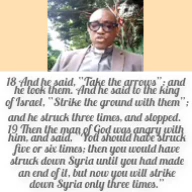 18 And he said, "Take the arrows"; and
he took them. And he said to the king
of Israel, "Strike the ground with them";
and he struck three times, and stopped.
19 Then the man of God was angry with
him, and said, "You should have struck
five or six times; then you would have
struck down Syria until you had made
an end of it, but now you will strike
down Syria only three times."